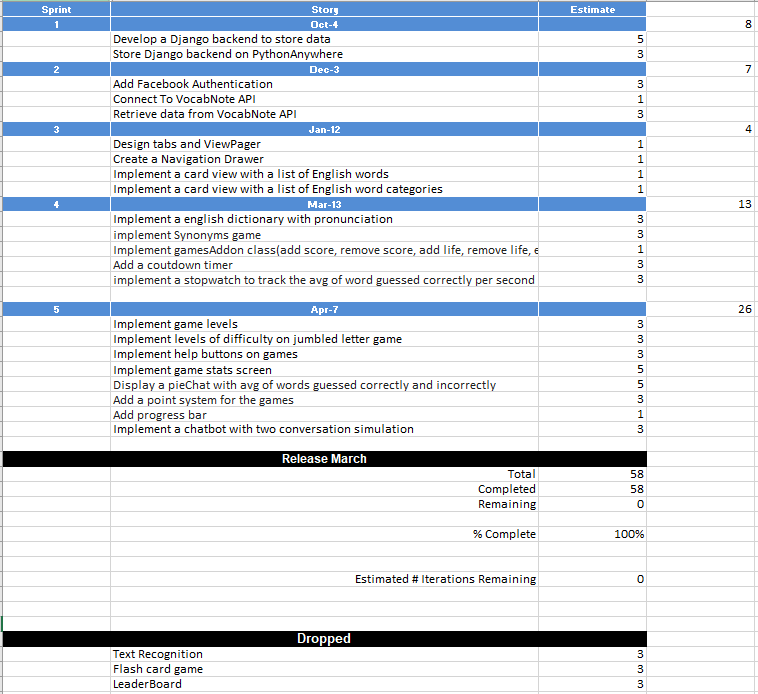 Sprint Story Estimate
1 Oct-4 8
Develop a Django backend to store data 5
Store Django backend on PythonAnywhere 3
2 Dec-3 7
Add Facebook Authentication 3
Connect To VocabNote API 1
Retrieve data from VocabNote API 3
3 Jan-12 4
Design tabs and ViewPager 1
Create a Navigation Drawer 1
Implement a card view with a list of English words 1
Implement a card view with a list of English word categories 1
4 Mar-13 13
Implement a english dictionary with pronunciation 3
implement Synonyms game 3
Implement gamesAddon class(add score, remove score, add life, remove life, e 1
Add a coutdown timer 3
implement a stopwatch to track the avg of word guessed correctly per second 3
5 Apr-7 26
Implement game levels 3
Implement levels of difficulty on jumbled letter game 3
Implement help buttons on games 3
Implement game stats screen 5
Display a pieChat with avg of words guessed correctly and incorrectly 5
Add a point system for the games 3
Add progress bar 1
Implement a chatbot with two conversation simulation 3
Release March
Total 58
Completed 58
Remaining 0
% Complete 100%
Estimated # Iterations Remaining 0
Dropped
Text Recognition 3
Flash card game 3
LeaderBoard 3